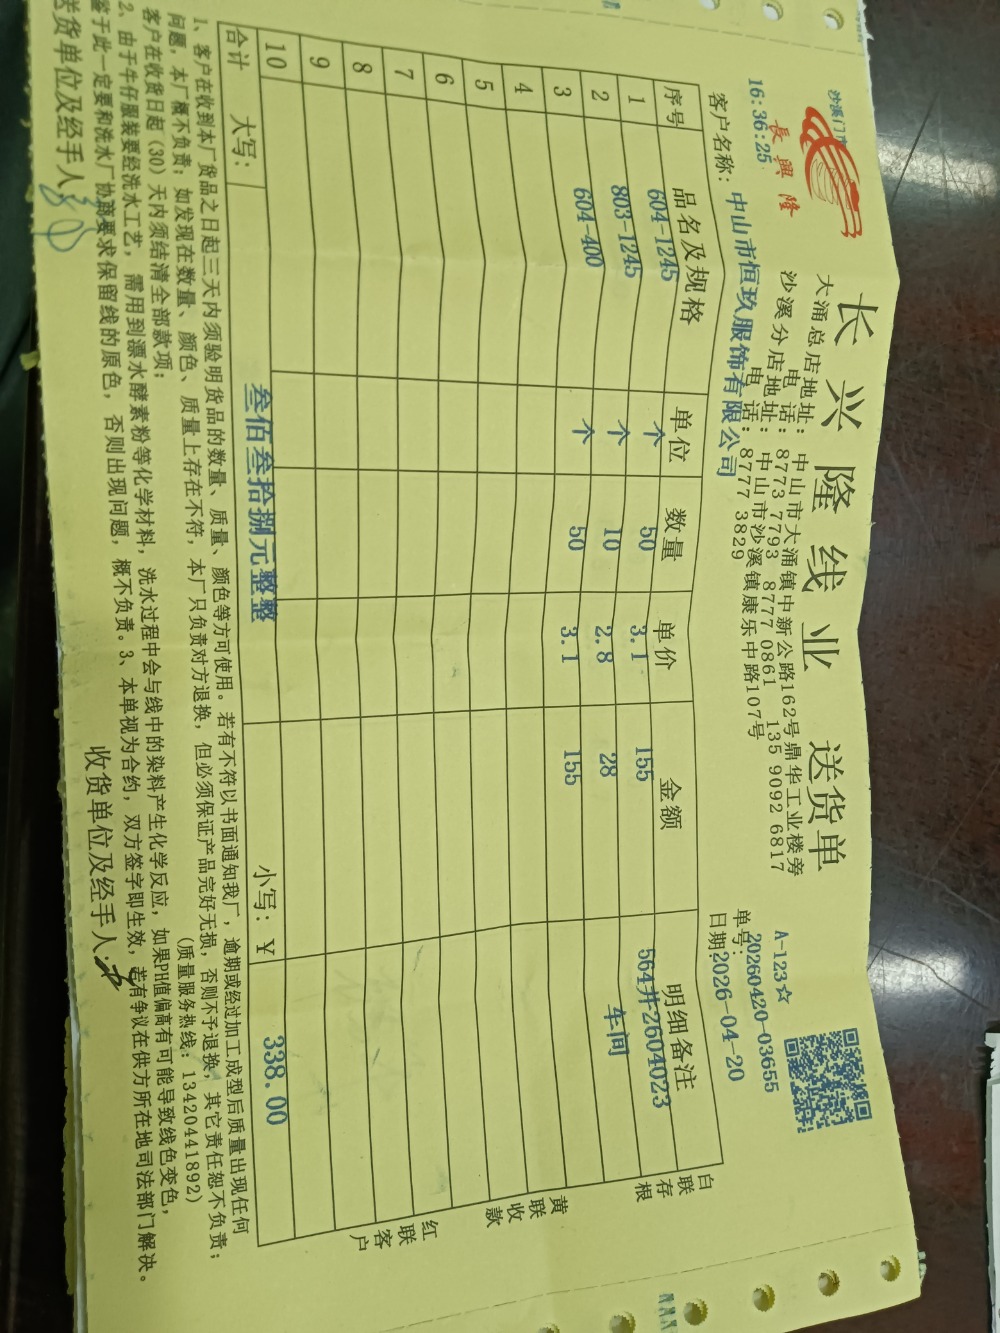 沙溪门市
長興隆
16:36:25
长兴隆线业 送货单
大涌总店地址：中山市大涌镇中新公路162号鼎华工业楼旁
电 话：8773 7793 8777 0861 135 9092 6817
沙溪分店地址：中山市沙溪镇康乐中路107号
电 话：8777 3829
A-123☆
单号：20260420-03655
日期：2026-04-20
客户名称：中山市恒玖服饰有限公司
序号 品名及规格 单位 数量 单价 金额 明细备注
1 604-1245 个 50 3.1 155 564井2604023
2 803-1245 个 10 2.8 28 车间
3 604-400 个 50 3.1 155
4
5
6
7
8
9
10
合计 大写：叁佰叁拾捌元整整 小写：¥ 338.00
白联存根
黄联收款
红联客户
1、客户在收到本厂货品之日起三天内须验明货品的数量、质量、颜色等方可使用。若有不符以书面通知我厂，逾期或经过加工成型后质量出现任何
问题，本厂概不负责；如发现在数量、颜色、质量上存在不符，本厂只负责对方退换，但必须保证产品完好无损，否则不予退换，其它责任恕不负责；
客户在收货日起（30）天内须结清全部款项； （质量服务热线：13420441892）
2、由于牛仔服装要经洗水工艺，需用到漂水酵素粉等化学材料，洗水过程中会与线中的染料产生化学反应，如果PH值偏高有可能导致线色变色，
鉴于此一定要和洗水厂协商要求保留线的原色，否则出现问题，概不负责。3、本单视为合约，双方签字即生效，若有争议在供方所在地司法部门解决。
送货单位及经手人： 收货单位及经手人：